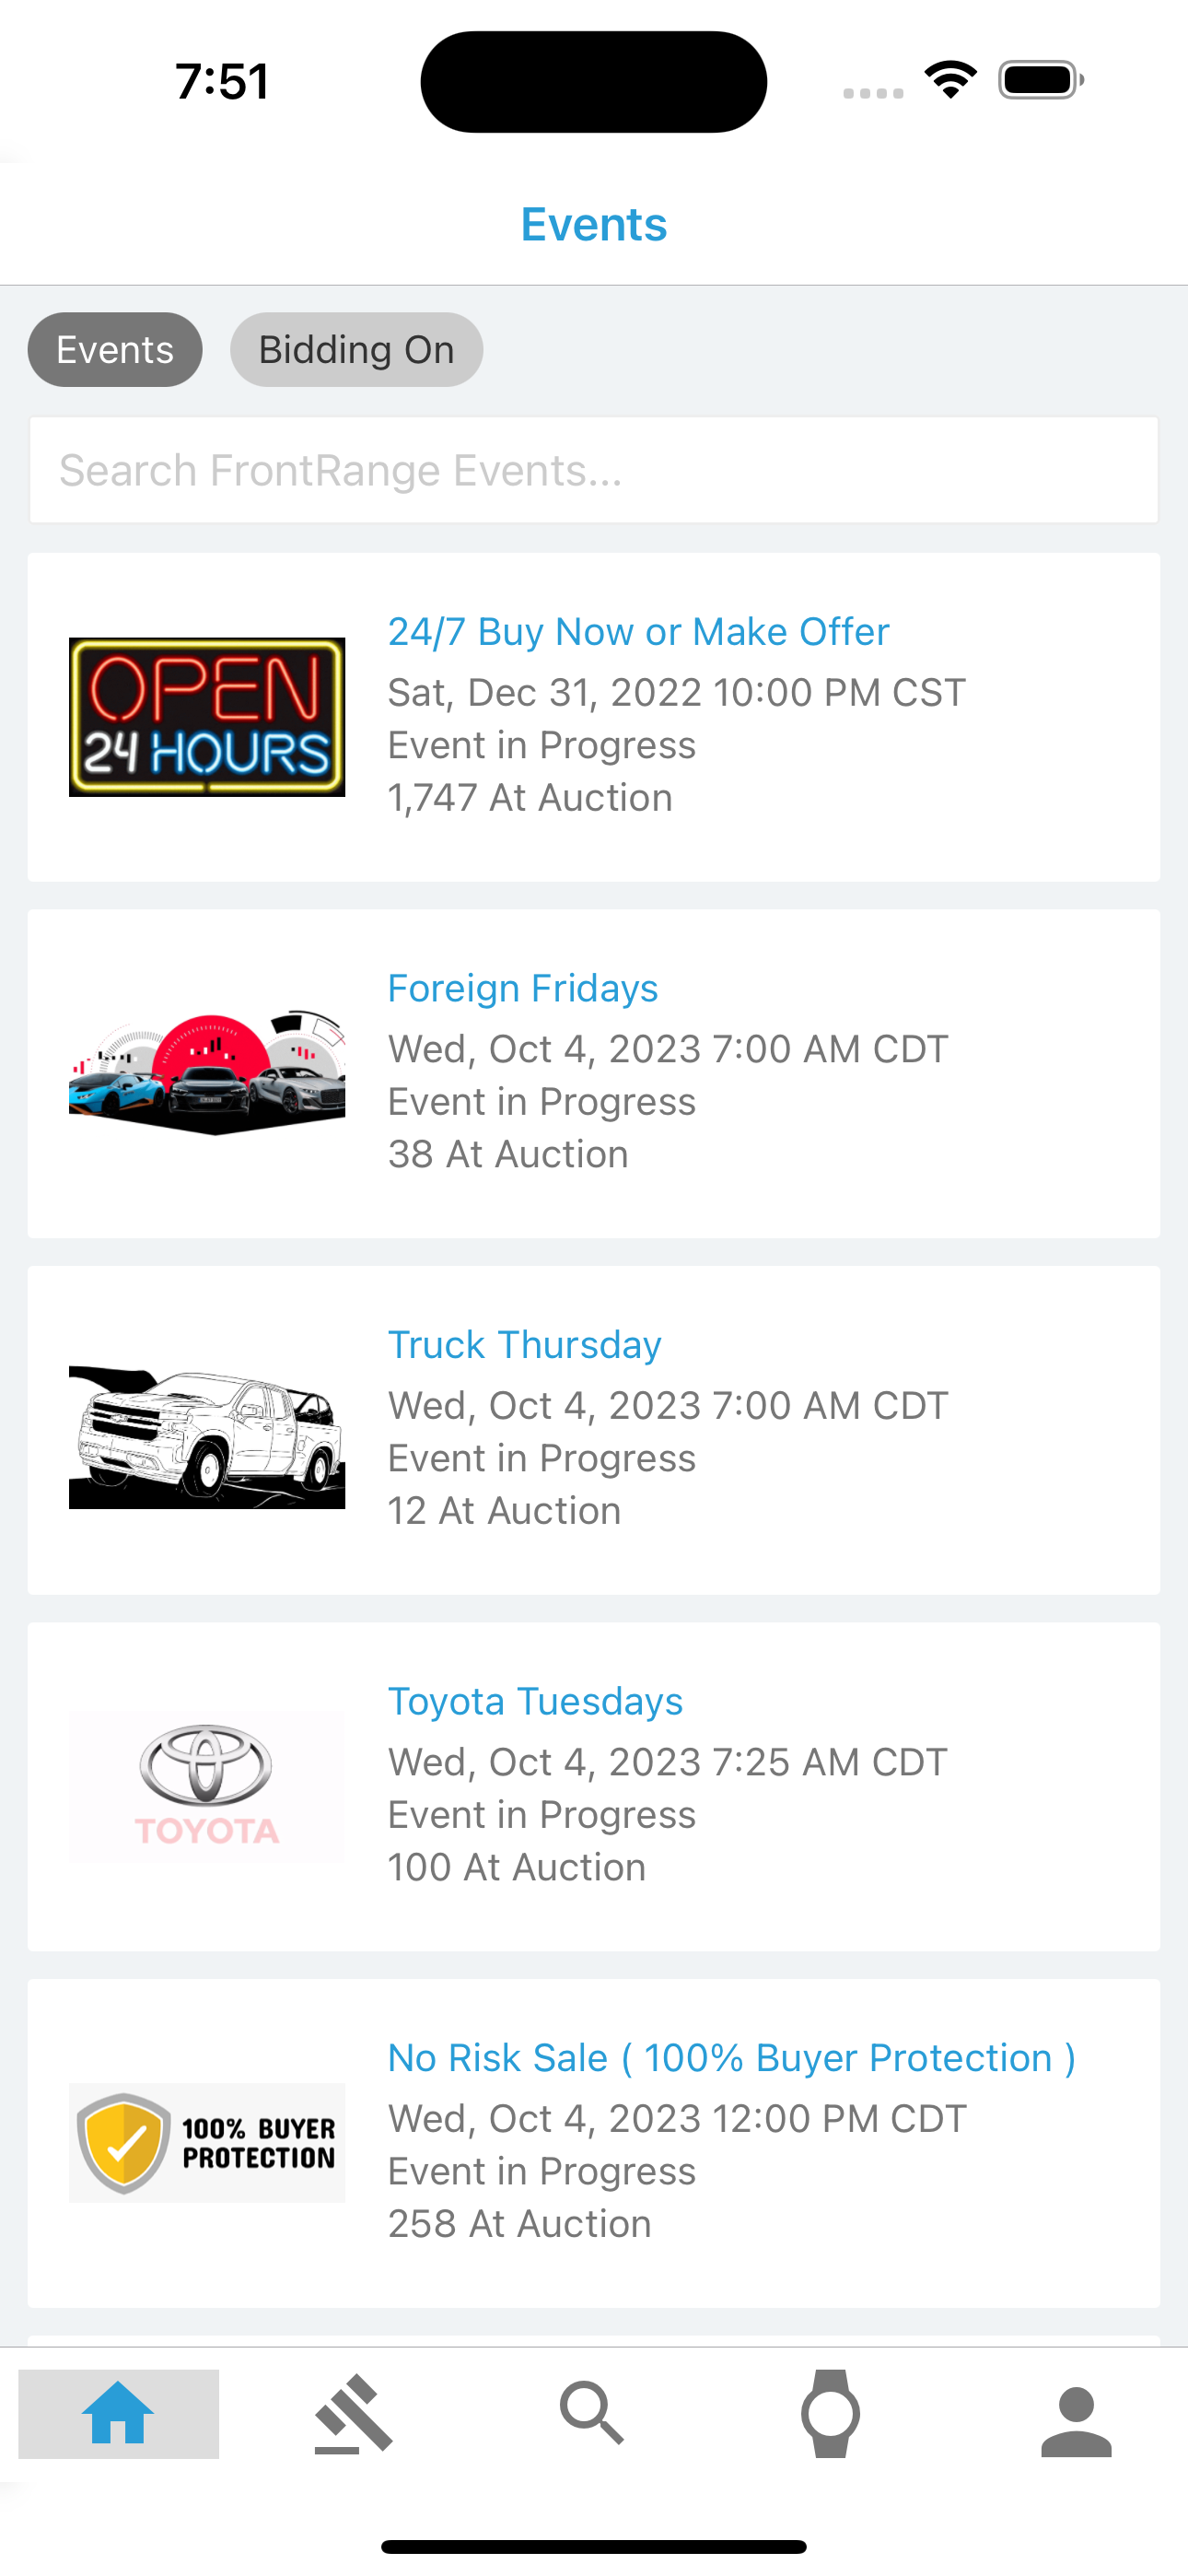 7:51
Events
Events
Bidding On
Search FrontRange Events...
OPEN
24 HOURS
24/7 Buy Now or Make Offer
Sat, Dec 31, 2022 10:00 PM CST
Event in Progress
1,747 At Auction
Foreign Fridays
Wed, Oct 4, 2023 7:00 AM CDT
Event in Progress
38 At Auction
Truck Thursday
Wed, Oct 4, 2023 7:00 AM CDT
Event in Progress
12 At Auction
TOYOTA
Toyota Tuesdays
Wed, Oct 4, 2023 7:25 AM CDT
Event in Progress
100 At Auction
100% BUYER
PROTECTION
No Risk Sale ( 100% Buyer Protection )
Wed, Oct 4, 2023 12:00 PM CDT
Event in Progress
258 At Auction